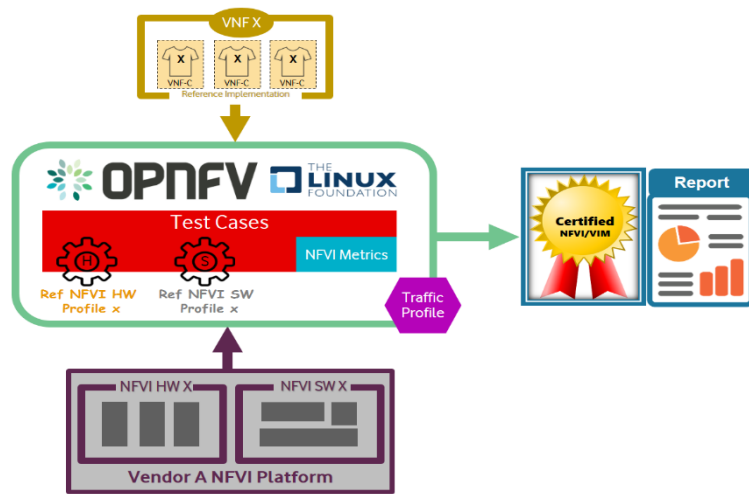 VNF X
X X X
VNF-C VNF-C VNF-C
Reference Implementation
OPNFV
THE
LINUX
FOUNDATION
Test Cases
NFVI Metrics
H S
Ref NFVI HW
Profile x
Ref NFVI SW
Profile x
Traffic
Profile
Certified
NFVI/VIM
Report
NFVI HW X
NFVI SW X
Vendor A NFVI Platform